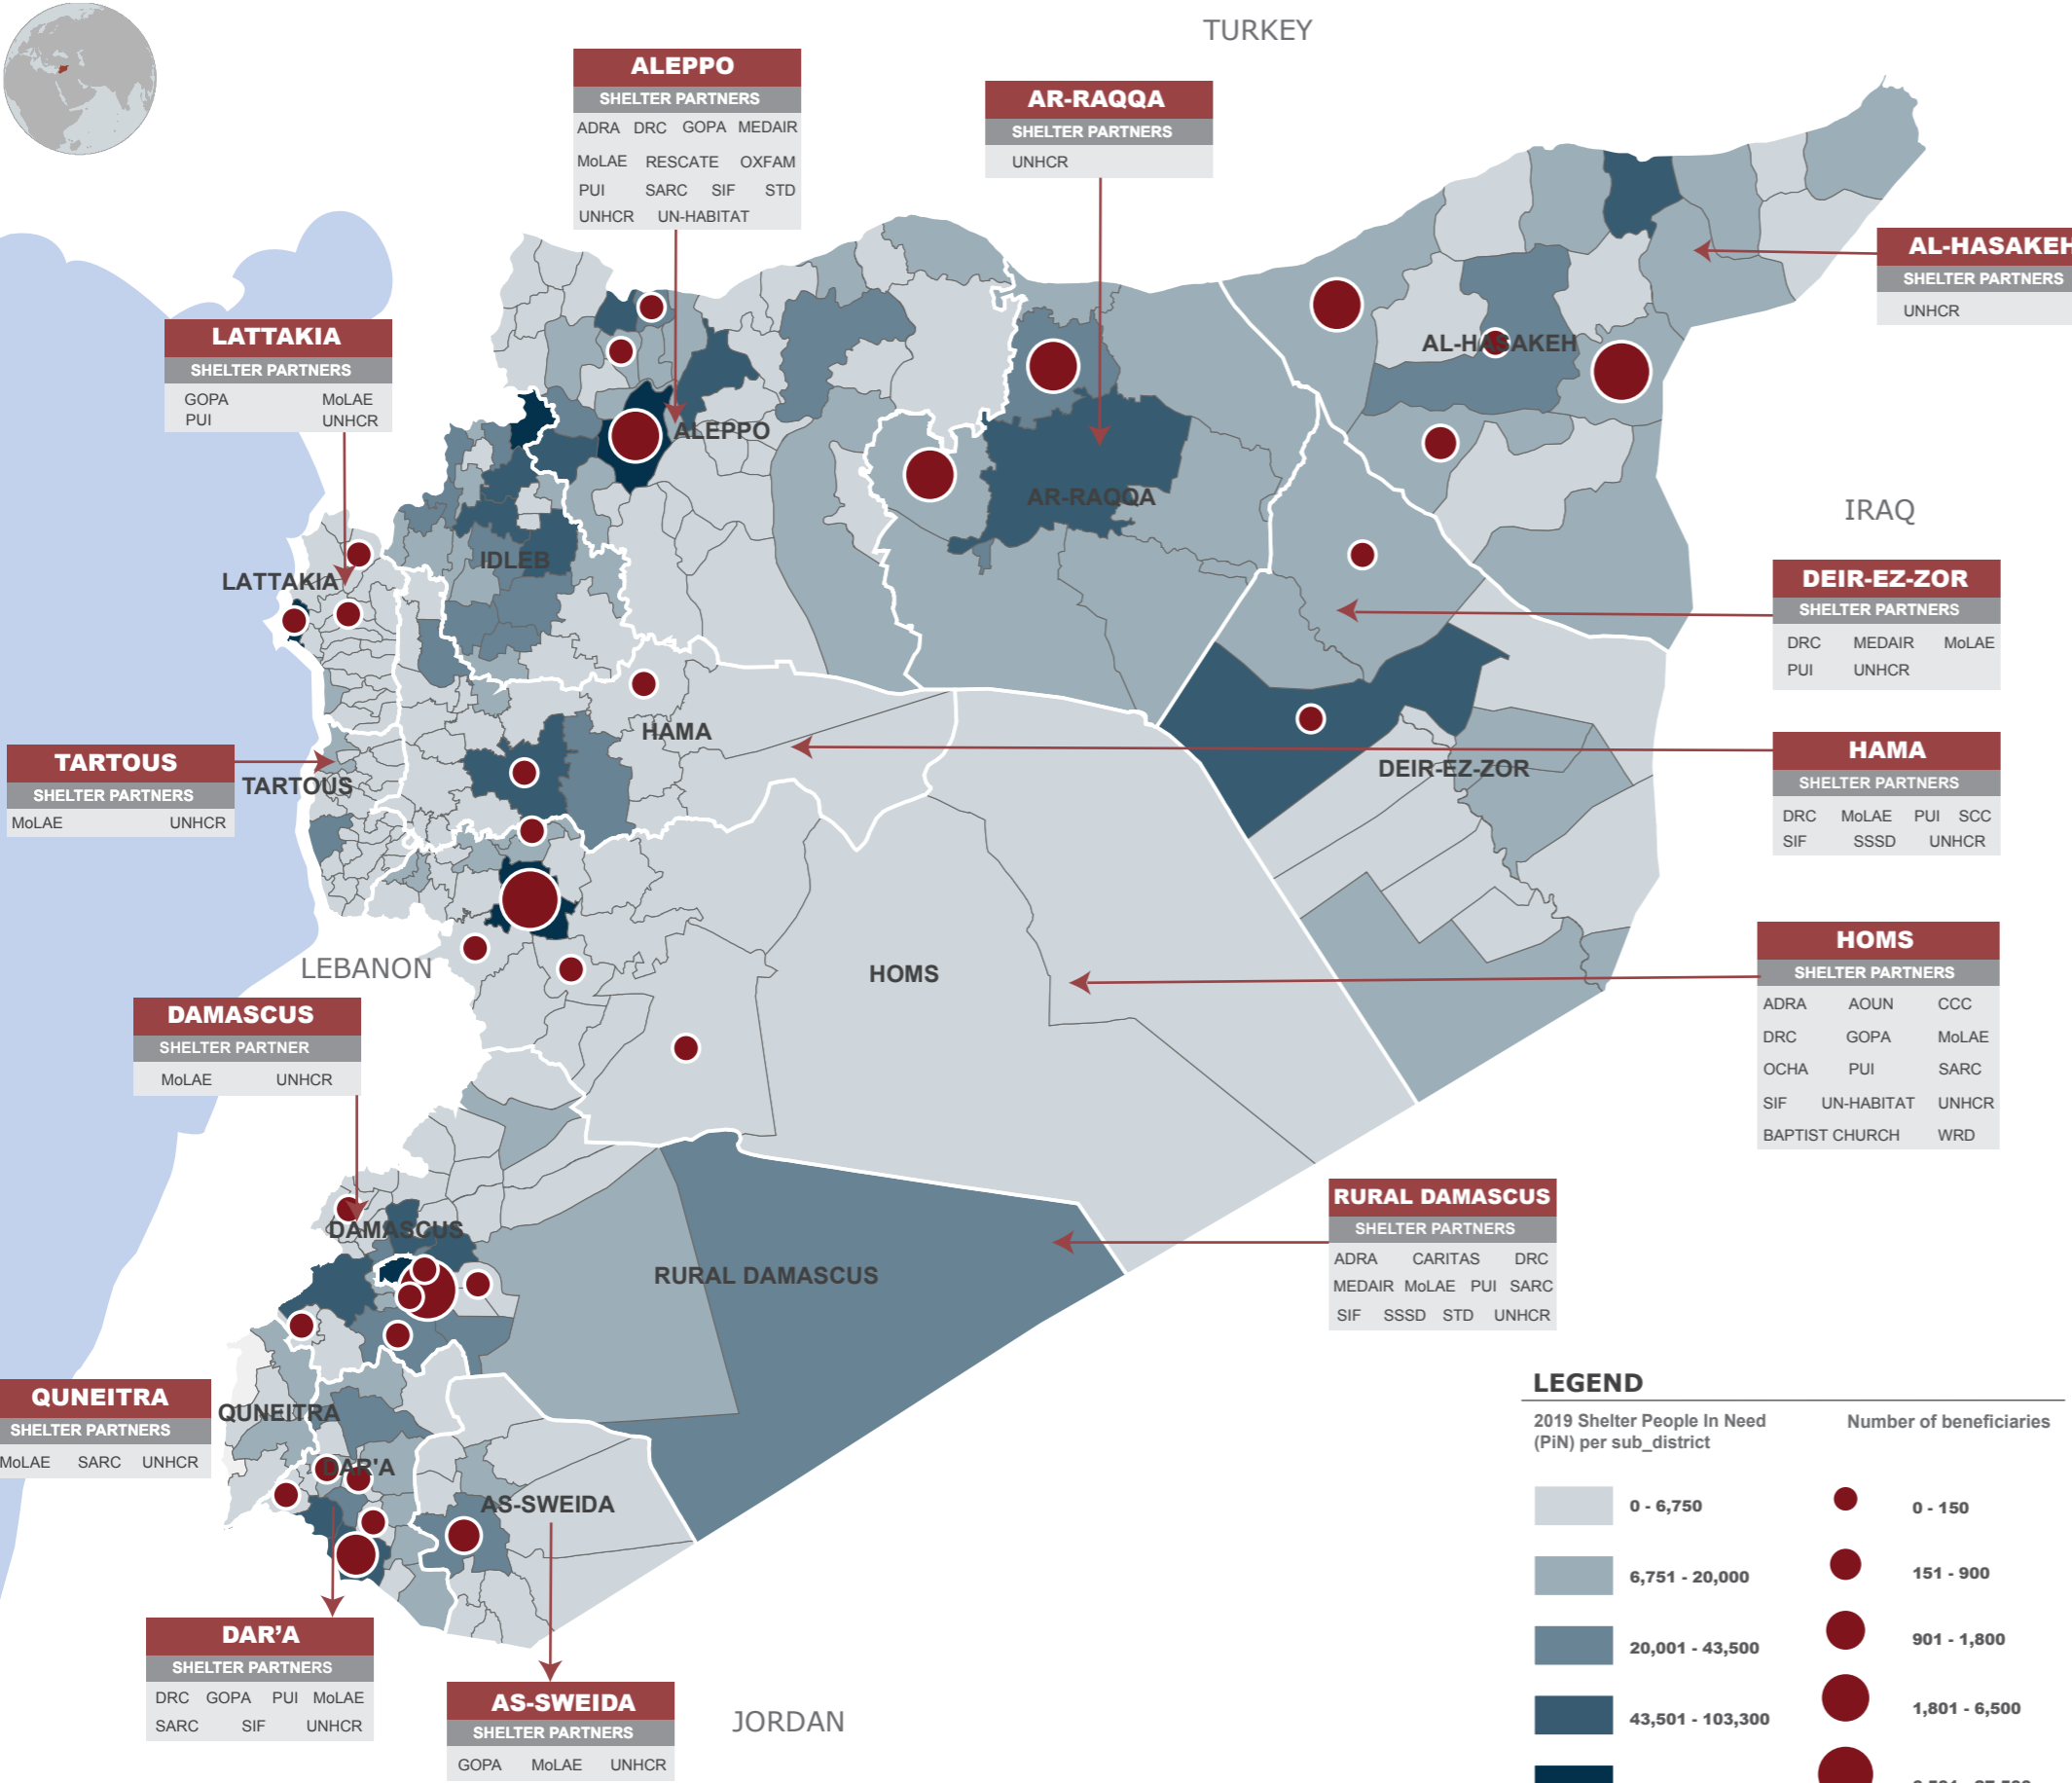 TURKEY
ALEPPO
SHELTER PARTNERS
ADRA DRC GOPA MEDAIR
MoLAE RESCATE OXFAM
PUI SARC SIF STD
UNHCR UN-HABITAT
AR-RAQQA
SHELTER PARTNERS
UNHCR
AL-HASAKEH
SHELTER PARTNERS
UNHCR
LATTAKIA
SHELTER PARTNERS
GOPA MoLAE
PUI UNHCR
AL-HASAKEH
ALEPPO
AR-RAQQA
IRAQ
IDLEB
LATTAKIA
DEIR-EZ-ZOR
SHELTER PARTNERS
DRC MEDAIR MoLAE
PUI UNHCR
HAMA
TARTOUS
SHELTER PARTNERS
MoLAE UNHCR
TARTOUS
DEIR-EZ-ZOR
HAMA
SHELTER PARTNERS
DRC MoLAE PUI SCC
SIF SSSD UNHCR
LEBANON
HOMS
HOMS
SHELTER PARTNERS
ADRA AOUN CCC
DRC GOPA MoLAE
OCHA PUI SARC
SIF UN-HABITAT UNHCR
BAPTIST CHURCH WRD
DAMASCUS
SHELTER PARTNER
MoLAE UNHCR
DAMASCUS
RURAL DAMASCUS
RURAL DAMASCUS
SHELTER PARTNERS
ADRA CARITAS DRC
MEDAIR MoLAE PUI SARC
SIF SSSD STD UNHCR
QUNEITRA
SHELTER PARTNERS
MoLAE SARC UNHCR
QUNEITRA
DAR'A
AS-SWEIDA
DAR’A
SHELTER PARTNERS
DRC GOPA PUI MoLAE
SARC SIF UNHCR
AS-SWEIDA
SHELTER PARTNERS
GOPA MoLAE UNHCR
JORDAN
LEGEND
2019 Shelter People In Need
(PiN) per sub_district
Number of beneficiaries
0 - 6,750 0 - 150
6,751 - 20,000 151 - 900
20,001 - 43,500 901 - 1,800
43,501 - 103,300 1,801 - 6,500